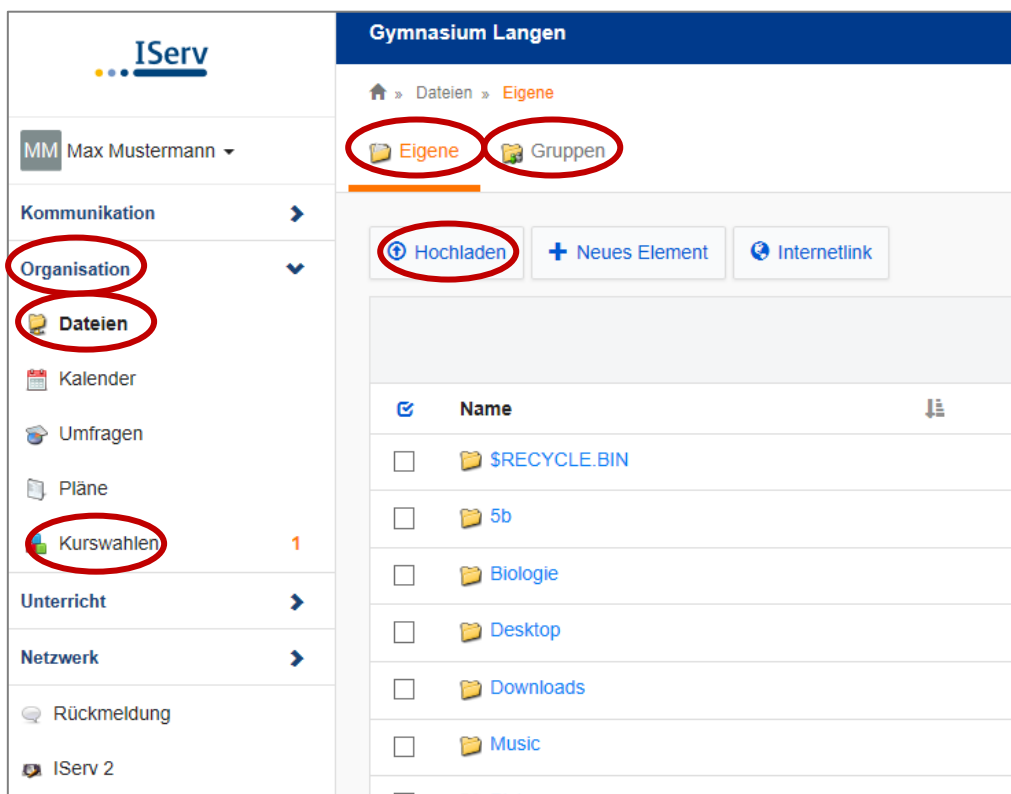 IServ
MM Max Mustermann
Kommunikation
Organisation
Dateien
Kalender
Umfragen
Pläne
Kurswahlen 1
Unterricht
Netzwerk
Rückmeldung
IServ 2
Gymnasium Langen
» Dateien » Eigene
Eigene Gruppen
Hochladen + Neues Element Internetlink
Name
$RECYCLE.BIN
5b
Biologie
Desktop
Downloads
Music